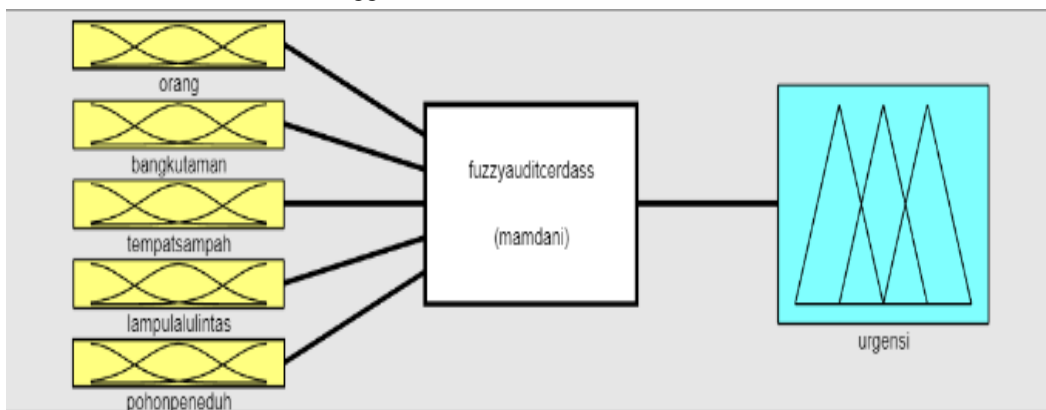 orang
bangkutaman
tempatsampah
lampulalulintas
pohonpeneduh
fuzzyauditcerdass
(mamdani)
urgensi